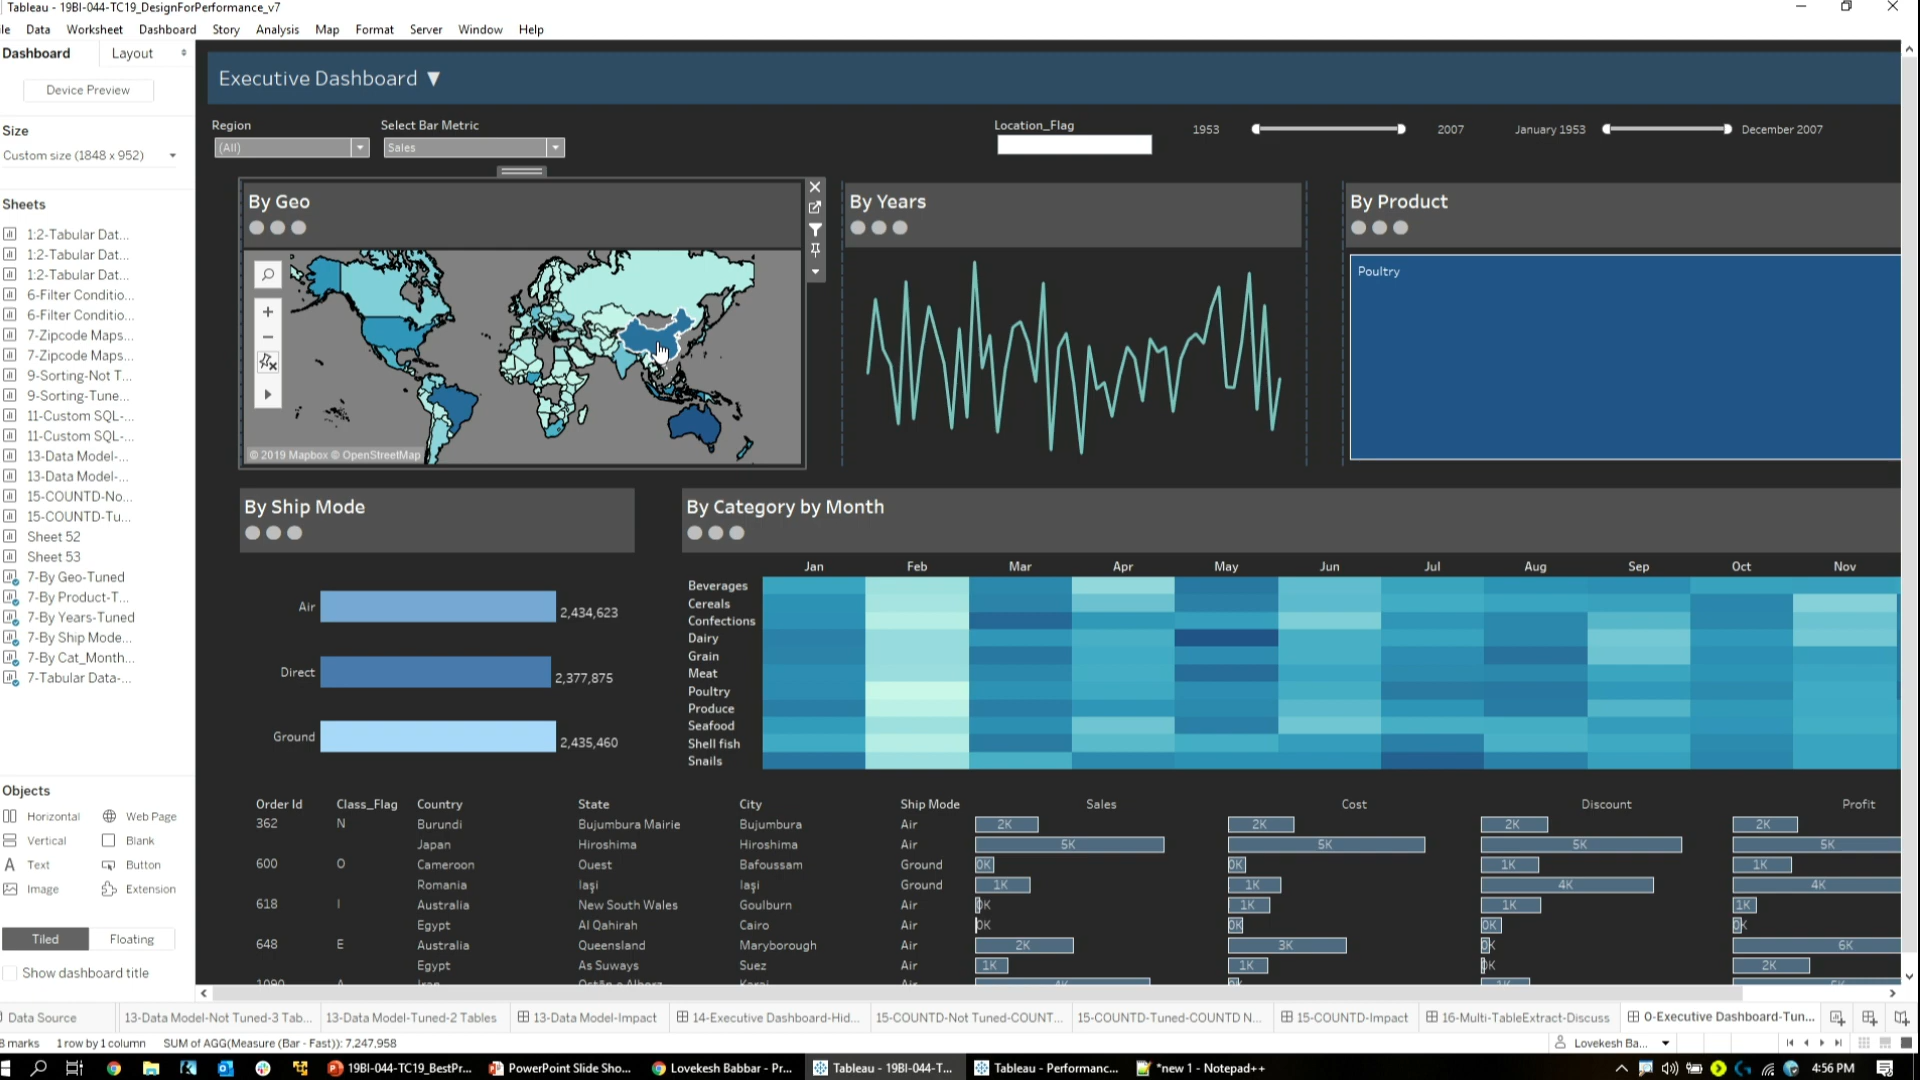 Tableau - 19BI-044-TC19_DesignForPerformance_v7
le Data Worksheet Dashboard Story Analysis Map Format Server Window Help
Dashboard Layout
Device Preview
Size
Custom size (1848 x 952)
Sheets
1:2-Tabular Dat...
1:2-Tabular Dat...
1:2-Tabular Dat...
6-Filter Conditio...
6-Filter Conditio...
7-Zipcode Maps...
7-Zipcode Maps...
9-Sorting-Not T...
9-Sorting-Tune...
11-Custom SQL-...
11-Custom SQL-...
13-Data Model-...
13-Data Model-...
15-COUNTD-No...
15-COUNTD-Tu...
Sheet 52
Sheet 53
7-By Geo-Tuned
7-By Product-T...
7-By Years-Tuned
7-By Ship Mode...
7-By Cat_Month...
7-Tabular Data-...
Objects
Horizontal Web Page
Vertical Blank
Text Button
Image Extension
Tiled Floating
Show dashboard title
Executive Dashboard ▼
Region Select Bar Metric Location_Flag
(All) Sales
1953 2007 January 1953 December 2007
By Geo
© 2019 Mapbox © OpenStreetMap
By Years
By Product
Poultry
By Ship Mode
Air 2,434,623
Direct 2,377,875
Ground 2,435,460
By Category by Month
Jan Feb Mar Apr May Jun Jul Aug Sep Oct Nov
Beverages
Cereals
Confections
Dairy
Grain
Meat
Poultry
Produce
Seafood
Shell fish
Snails
Order Id Class_Flag Country State City Ship Mode Sales Cost Discount Profit
362 N Burundi Bujumbura Mairie Bujumbura Air 2K 2K 2K 2K
Japan Hiroshima Hiroshima Air 5K 5K 5K 5K
600 O Cameroon Ouest Bafoussam Ground 0K 0K 1K 1K
Romania Iaşi Iaşi Ground 1K 1K 4K 4K
618 I Australia New South Wales Goulburn Air 0K 1K 1K 1K
Egypt Al Qahirah Cairo Air 0K 0K 0K 0K
648 E Australia Queensland Maryborough Air 2K 3K 0K 6K
Egypt As Suways Suez Air 1K 1K 0K 2K
Data Source 13-Data Model-Not Tuned-3 Tab... 13-Data Model-Tuned-2 Tables 13-Data Model-Impact 14-Executive Dashboard-Hid... 15-COUNTD-Not Tuned-COUNT... 15-COUNTD-Tuned-COUNTD N... 15-COUNTD-Impact 16-Multi-TableExtract-Discuss 0-Executive Dashboard-Tun...
8 marks 1 row by 1 column SUM of AGG(Measure (Bar - Fast)): 7,247,958 Lovekesh Ba...
19BI-044-TC19_BestPr... PowerPoint Slide Sho... Lovekesh Babbar - Pr... Tableau - 19BI-044-T... Tableau - Performanc... *new 1 - Notepad++ 4:56 PM